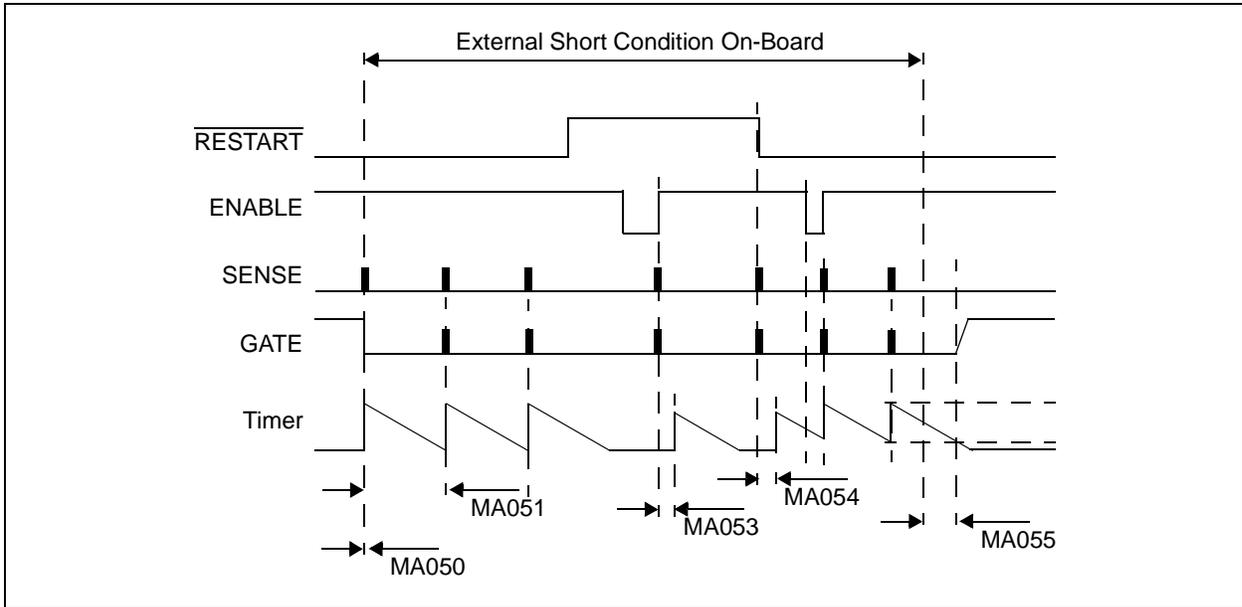 External Short Condition On-Board
RESTART
ENABLE
SENSE
GATE
Timer
MA051
MA054
MA053
MA055
MA050